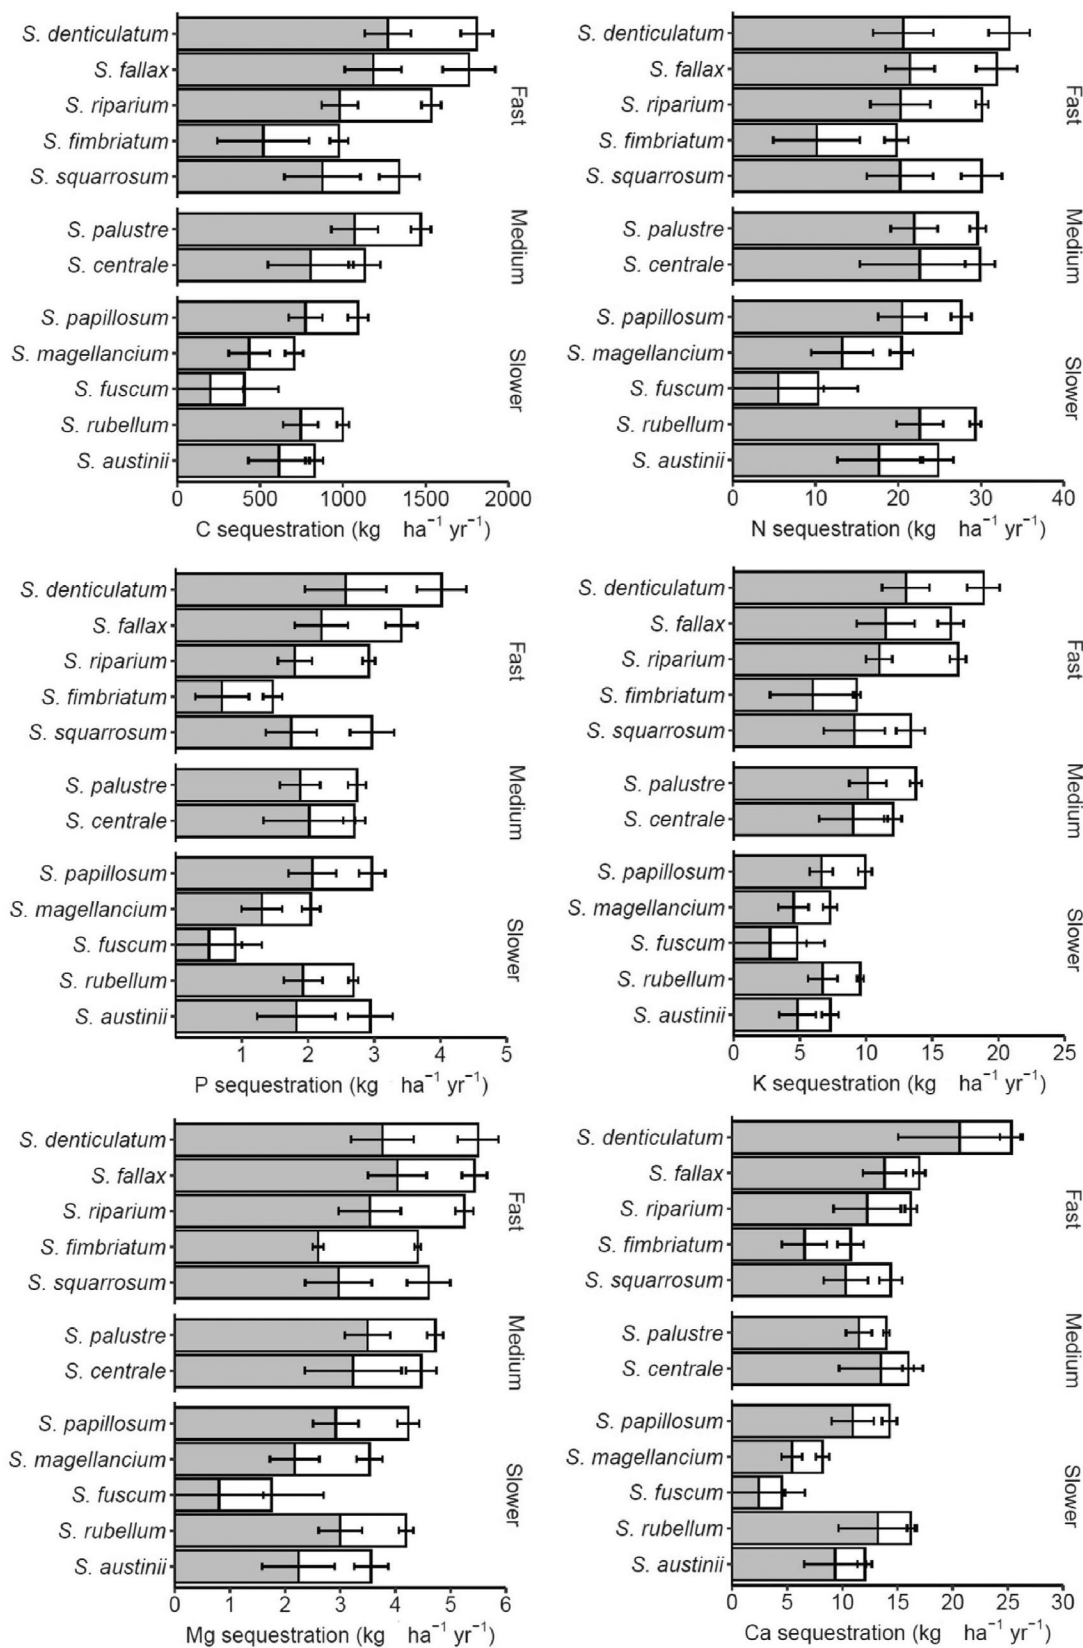 S. denticulatum
S. fallax
S. riparium
S. fimbriatum
S. squarrosum
Fast
S. palustre
S. centrale
Medium
S. papillosum
S. magellancium
S. fuscum
S. rubellum
S. austinii
Slower
0 500 1000 1500 2000
C sequestration (kg ha⁻¹ yr⁻¹)
S. denticulatum
S. fallax
S. riparium
S. fimbriatum
S. squarrosum
Fast
S. palustre
S. centrale
Medium
S. papillosum
S. magellancium
S. fuscum
S. rubellum
S. austinii
Slower
0 10 20 30 40
N sequestration (kg ha⁻¹ yr⁻¹)
S. denticulatum
S. fallax
S. riparium
S. fimbriatum
S. squarrosum
Fast
S. palustre
S. centrale
Medium
S. papillosum
S. magellancium
S. fuscum
S. rubellum
S. austinii
Slower
1 2 3 4 5
P sequestration (kg ha⁻¹ yr⁻¹)
S. denticulatum
S. fallax
S. riparium
S. fimbriatum
S. squarrosum
Fast
S. palustre
S. centrale
Medium
S. papillosum
S. magellancium
S. fuscum
S. rubellum
S. austinii
Slower
0 5 10 15 20 25
K sequestration (kg ha⁻¹ yr⁻¹)
S. denticulatum
S. fallax
S. riparium
S. fimbriatum
S. squarrosum
Fast
S. palustre
S. centrale
Medium
S. papillosum
S. magellancium
S. fuscum
S. rubellum
S. austinii
Slower
0 1 2 3 4 5 6
Mg sequestration (kg ha⁻¹ yr⁻¹)
S. denticulatum
S. fallax
S. riparium
S. fimbriatum
S. squarrosum
Fast
S. palustre
S. centrale
Medium
S. papillosum
S. magellancium
S. fuscum
S. rubellum
S. austinii
Slower
0 5 10 15 20 25 30
Ca sequestration (kg ha⁻¹ yr⁻¹)